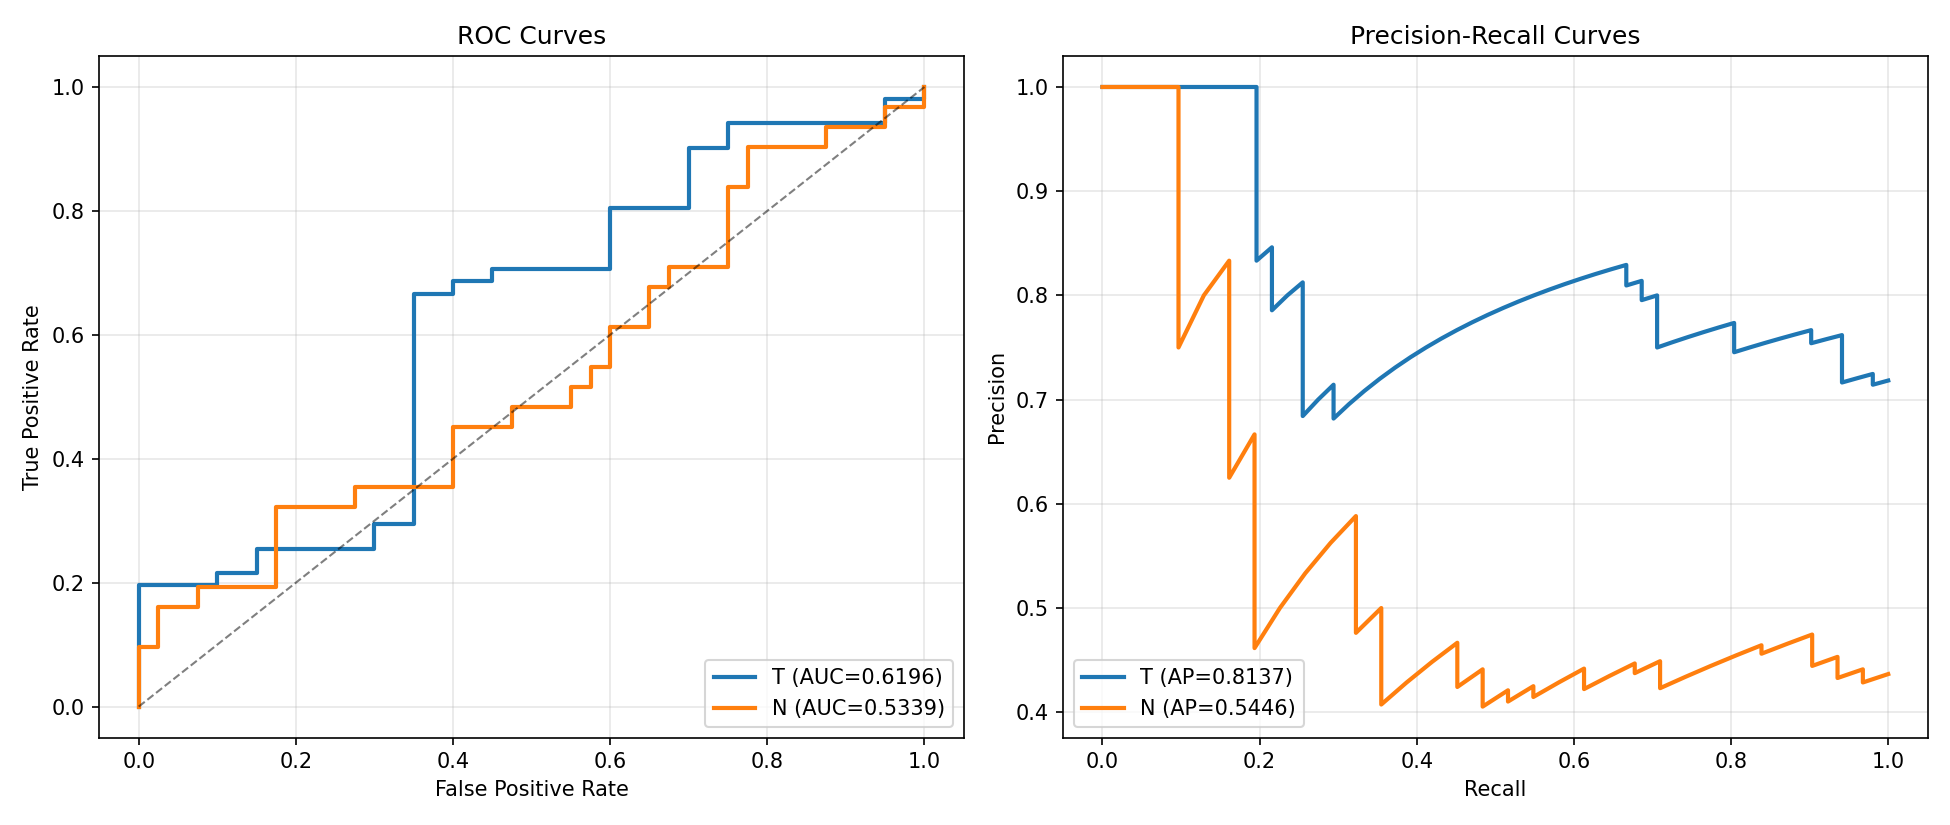 ROC Curves
True Positive Rate
1.0
0.8
0.6
0.4
0.2
0.0
T (AUC=0.6196)
N (AUC=0.5339)
0.0 0.2 0.4 0.6 0.8 1.0
False Positive Rate
Precision-Recall Curves
Precision
1.0
0.9
0.8
0.7
0.6
0.5
0.4
T (AP=0.8137)
N (AP=0.5446)
0.0 0.2 0.4 0.6 0.8 1.0
Recall